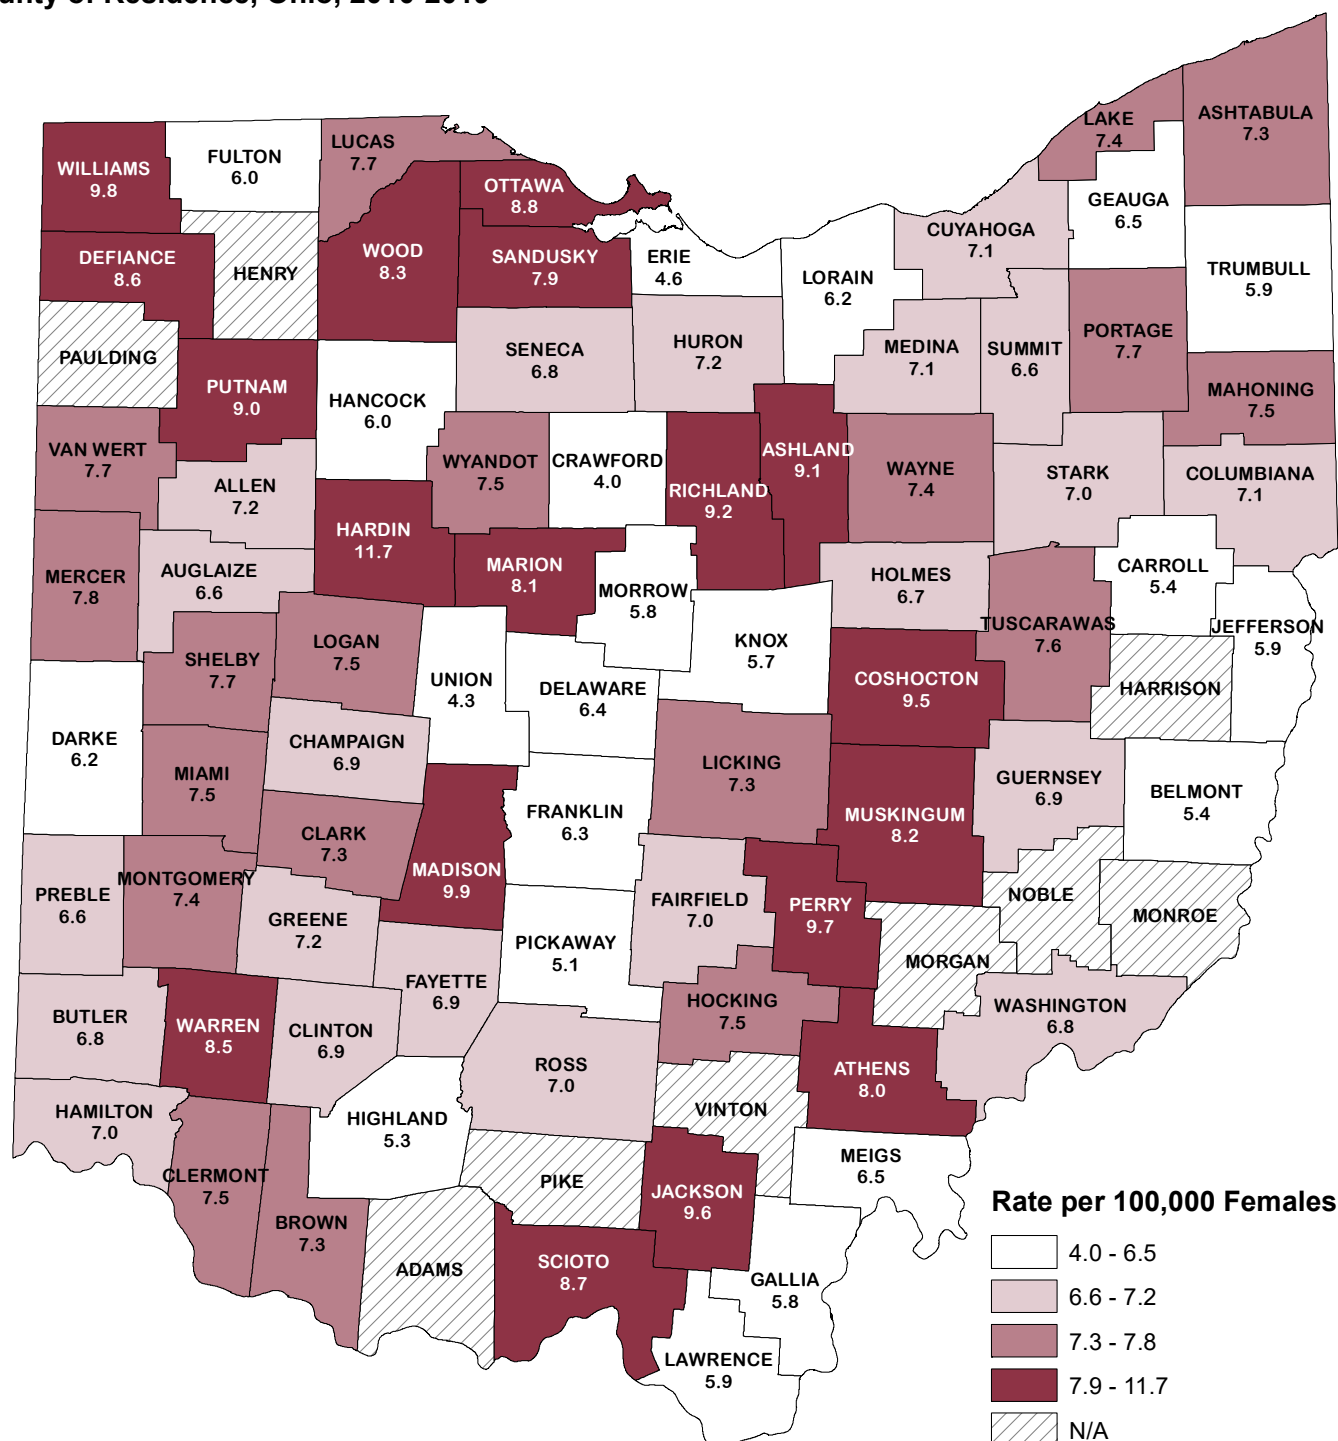 County of Residence, Ohio, 2010-2019
WILLIAMS
9.8
FULTON
6.0
LUCAS
7.7
OTTAWA
8.8
LAKE
7.4
ASHTABULA
7.3
GEAUGA
6.5
CUYAHOGA
7.1
DEFIANCE
8.6
HENRY
WOOD
8.3
SANDUSKY
7.9
ERIE
4.6
LORAIN
6.2
TRUMBULL
5.9
PAULDING
PUTNAM
9.0
HANCOCK
6.0
SENECA
6.8
HURON
7.2
MEDINA
7.1
SUMMIT
6.6
PORTAGE
7.7
MAHONING
7.5
VAN WERT
7.7
ALLEN
7.2
WYANDOT
7.5
CRAWFORD
4.0
RICHLAND
9.2
ASHLAND
9.1
WAYNE
7.4
STARK
7.0
COLUMBIANA
7.1
HARDIN
11.7
MARION
8.1
MERCER
7.8
AUGLAIZE
6.6
MORROW
5.8
HOLMES
6.7
TUSCARAWAS
7.6
CARROLL
5.4
JEFFERSON
5.9
SHELBY
7.7
LOGAN
7.5
UNION
4.3
DELAWARE
6.4
KNOX
5.7
COSHOCTON
9.5
HARRISON
DARKE
6.2
MIAMI
7.5
CHAMPAIGN
6.9
CLARK
7.3
MADISON
9.9
FRANKLIN
6.3
LICKING
7.3
MUSKINGUM
8.2
GUERNSEY
6.9
BELMONT
5.4
PREBLE
6.6
MONTGOMERY
7.4
GREENE
7.2
FAYETTE
6.9
PICKAWAY
5.1
FAIRFIELD
7.0
PERRY
9.7
MORGAN
NOBLE
MONROE
BUTLER
6.8
WARREN
8.5
CLINTON
6.9
ROSS
7.0
HOCKING
7.5
ATHENS
8.0
WASHINGTON
6.8
HAMILTON
7.0
CLERMONT
7.5
HIGHLAND
5.3
VINTON
MEIGS
6.5
BROWN
7.3
ADAMS
PIKE
JACKSON
9.6
SCIOTO
8.7
GALLIA
5.8
LAWRENCE
5.9
Rate per 100,000 Females
4.0 - 6.5
6.6 - 7.2
7.3 - 7.8
7.9 - 11.7
N/A